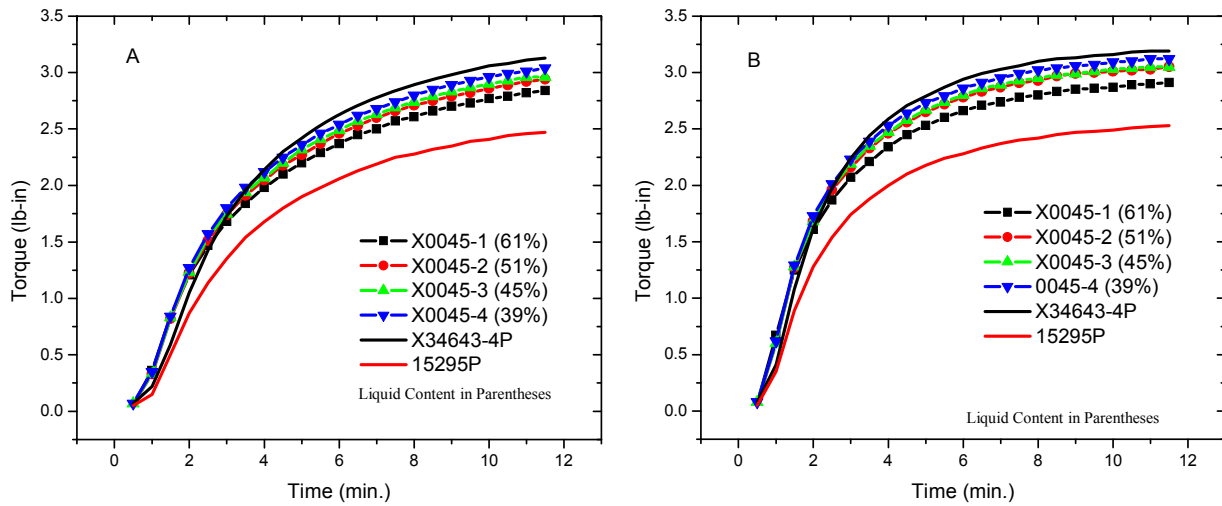 A
3.5
3.0
2.5
2.0
1.5
1.0
0.5
0.0
Torque (lb-in)
X0045-1 (61%)
X0045-2 (51%)
X0045-3 (45%)
X0045-4 (39%)
X34643-4P
15295P
Liquid Content in Parentheses
0 2 4 6 8 10 12
Time (min.)
B
3.5
3.0
2.5
2.0
1.5
1.0
0.5
0.0
Torque (lb-in)
X0045-1 (61%)
X0045-2 (51%)
X0045-3 (45%)
0045-4 (39%)
X34643-4P
15295P
Liquid Content in Parentheses
0 2 4 6 8 10 12
Time (min.)